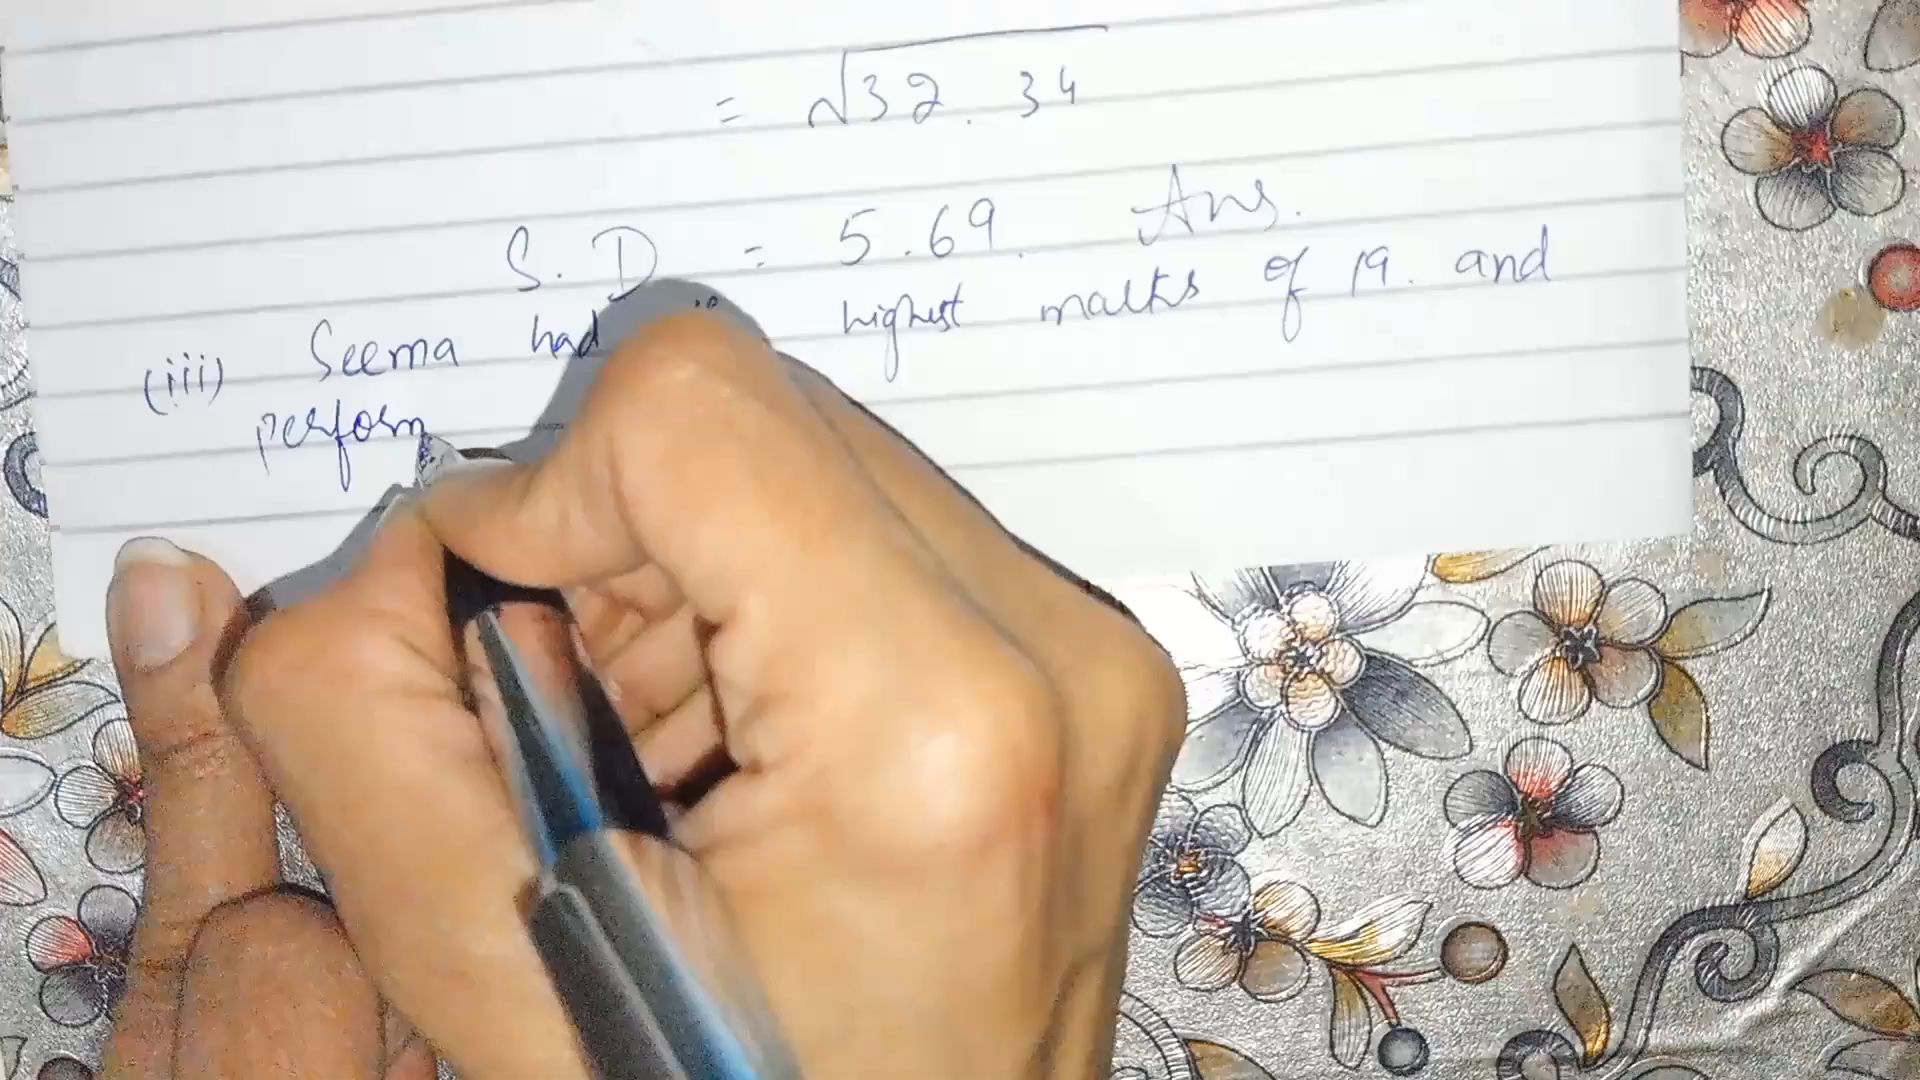 = √32.34
S.D = 5.69 Ans.
(iii) Seema had highest marks of 19. and
perform